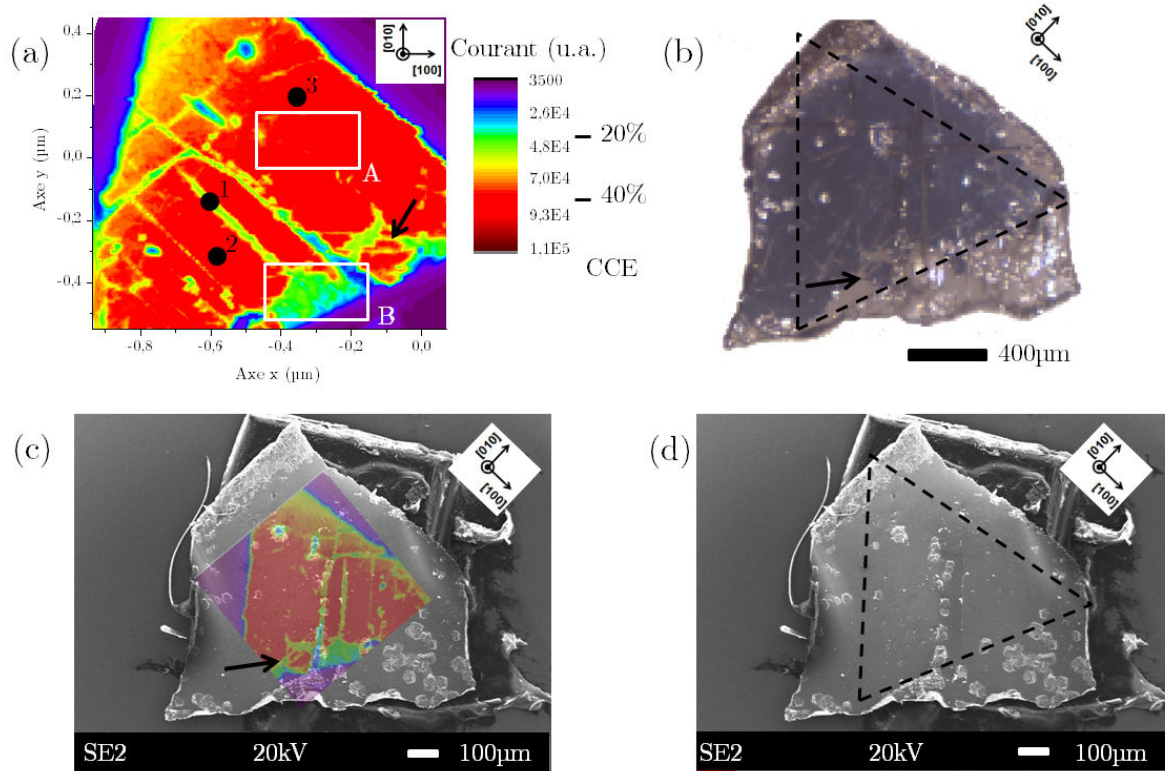 (a)
[010]
[100]
0,4
0,2
0,0
-0,2
-0,4
Axe y (µm)
-0,8
-0,6
-0,4
-0,2
0,0
Axe x (µm)
1
2
3
A
B
Courant (u.a.)
3500
2.6E4
4.8E4
7.0E4
9.3E4
1.1E5
20%
40%
CCE
(b)
[010]
[100]
400µm
(c)
[010]
[100]
SE2 20kV 100µm
(d)
[010]
[100]
SE2 20kV 100µm